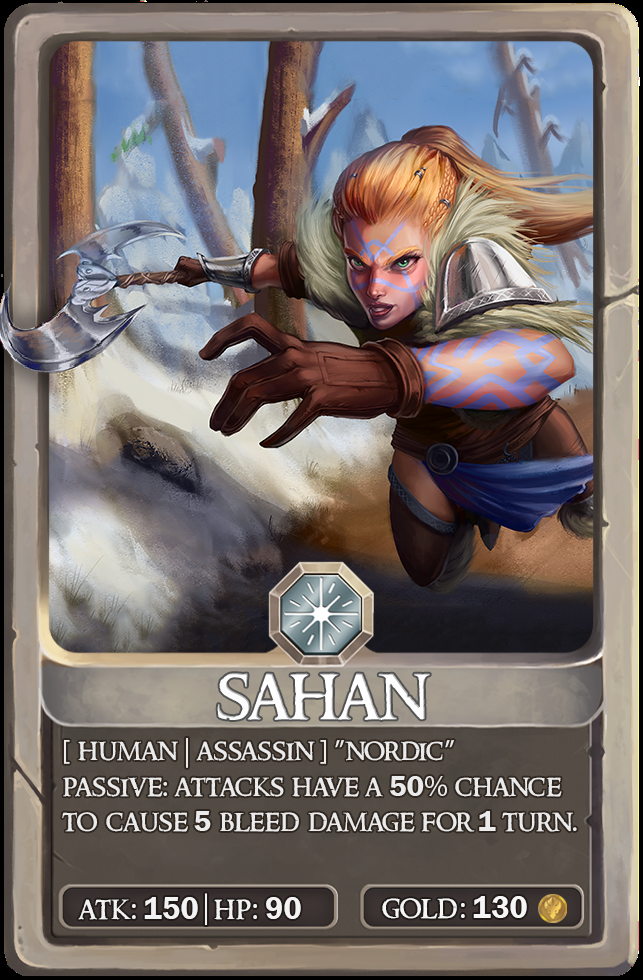 SAHAN
[ HUMAN | ASSASSIN ] "NORDIC"
PASSIVE: ATTACKS HAVE A 50% CHANCE
TO CAUSE 5 BLEED DAMAGE FOR 1 TURN.
ATK: 150 | HP: 90
GOLD: 130